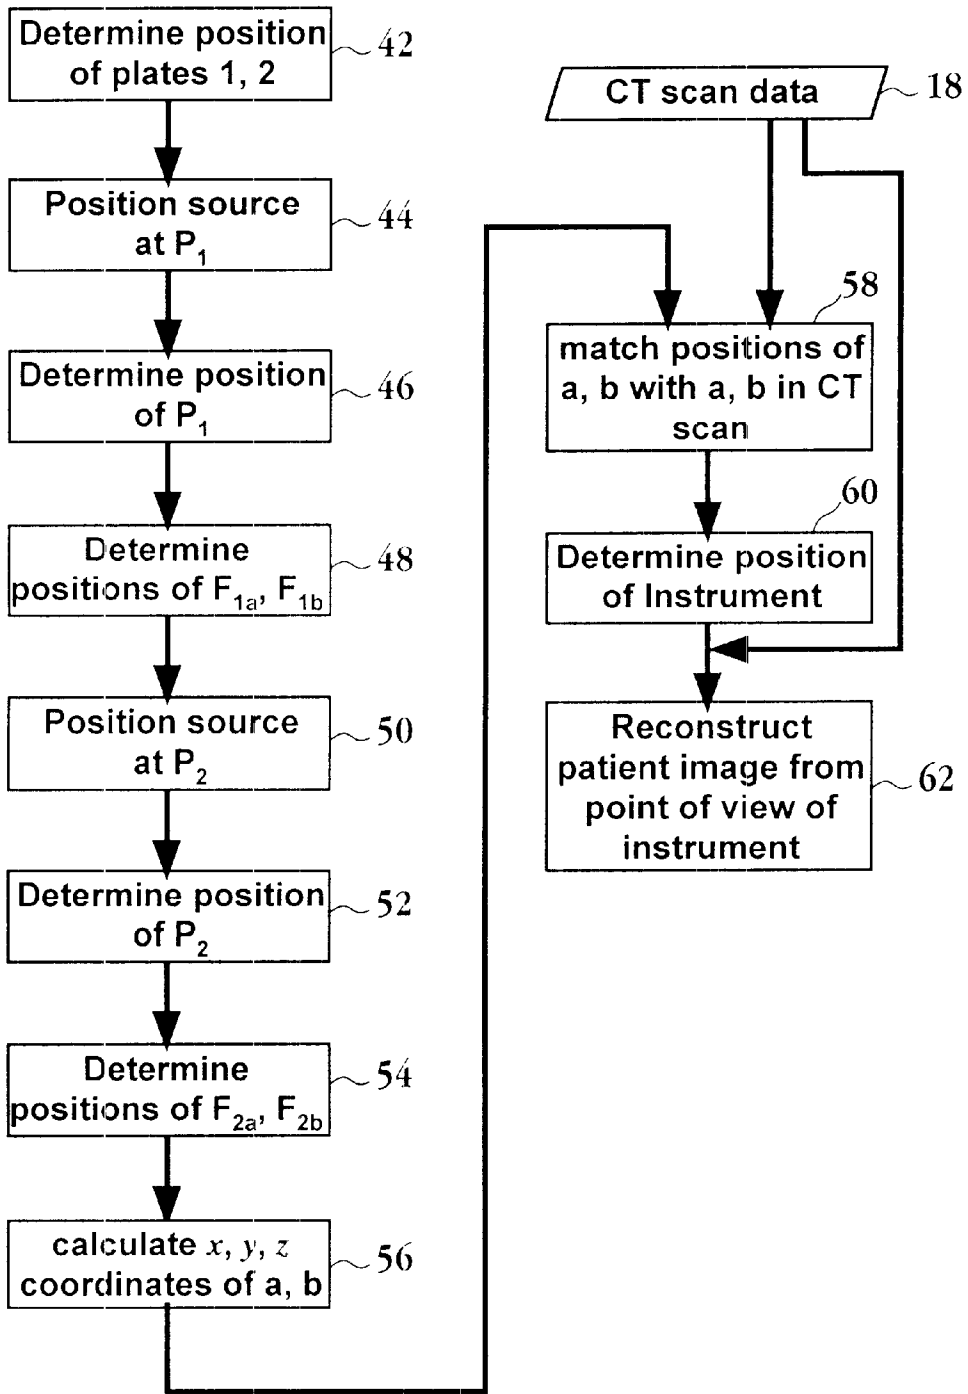 Determine position
of plates 1, 2
42
Position source
at P1
44
Determine position
of P1
46
Determine
positions of F1a, F1b
48
Position source
at P2
50
Determine position
of P2
52
Determine
positions of F2a, F2b
54
calculate x, y, z
coordinates of a, b
56
CT scan data
18
58
match positions of
a, b with a, b in CT
scan
60
Determine position
of Instrument
Reconstruct
patient image from
point of view of
instrument
62